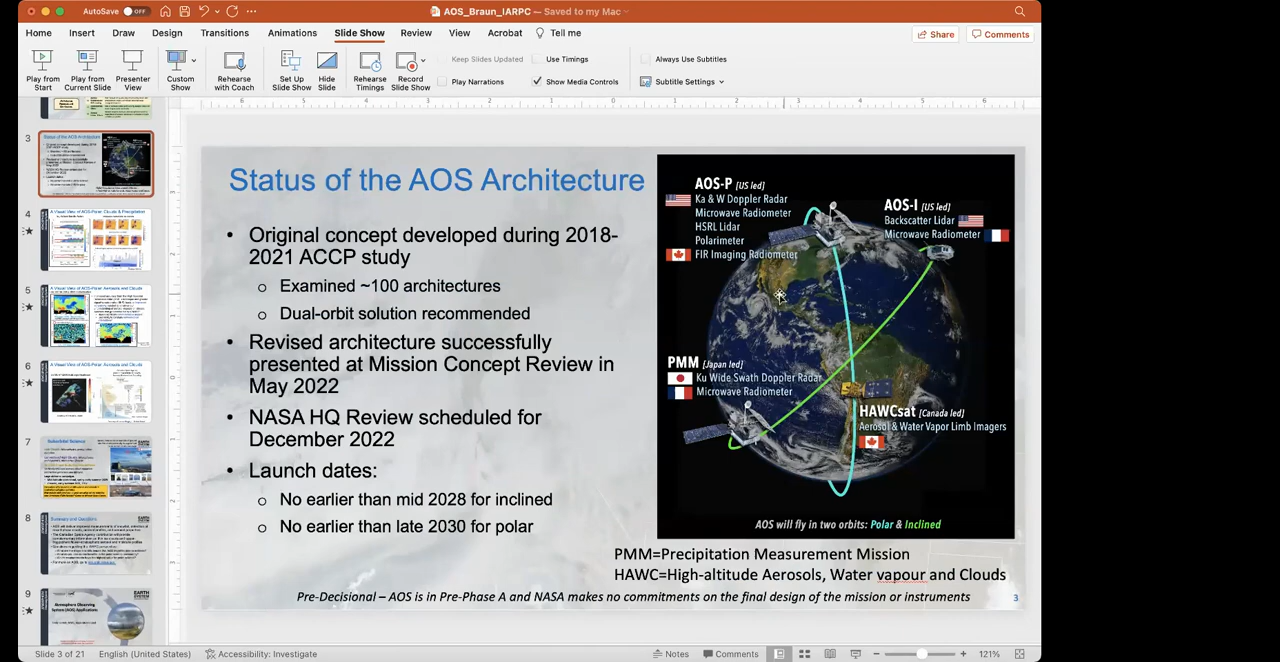 AutoSave OFF
AOS_Braun_IARPC — Saved to my Mac
Home Insert Draw Design Transitions Animations Slide Show Review View Acrobat Tell me
Share Comments
Play from Start
Play from Current Slide
Presenter View
Custom Show
Rehearse with Coach
Set Up Slide Show
Hide Slide
Rehearse Timings
Record Slide Show
Keep Slides Updated
Use Timings
Play Narrations
Show Media Controls
Always Use Subtitles
Subtitle Settings
3
4
5
6
7
8
9
Status of the AOS Architecture
• Original concept developed during 2018-
2021 ACCP study
o Examined ~100 architectures
o Dual-orbit solution recommended
• Revised architecture successfully
presented at Mission Concept Review in
May 2022
• NASA HQ Review scheduled for
December 2022
• Launch dates:
o No earlier than mid 2028 for inclined
o No earlier than late 2030 for polar
AOS-P [US led]
Ka & W Doppler Radar
Microwave Radiometer
HSRL Lidar
Polarimeter
FIR Imaging Radiometer
AOS-I [US led]
Backscatter Lidar
Microwave Radiometer
PMM [Japan led]
Ku Wide Swath Doppler Radar
Microwave Radiometer
HAWCsat [Canada led]
Aerosol & Water Vapor Limb Imagers
AOS will fly in two orbits: Polar & Inclined
PMM=Precipitation Measurement Mission
HAWC=High-altitude Aerosols, Water vapour and Clouds
Pre-Decisional – AOS is in Pre-Phase A and NASA makes no commitments on the final design of the mission or instruments
3
Slide 3 of 21 English (United States) Accessibility: Investigate
Notes Comments 121%